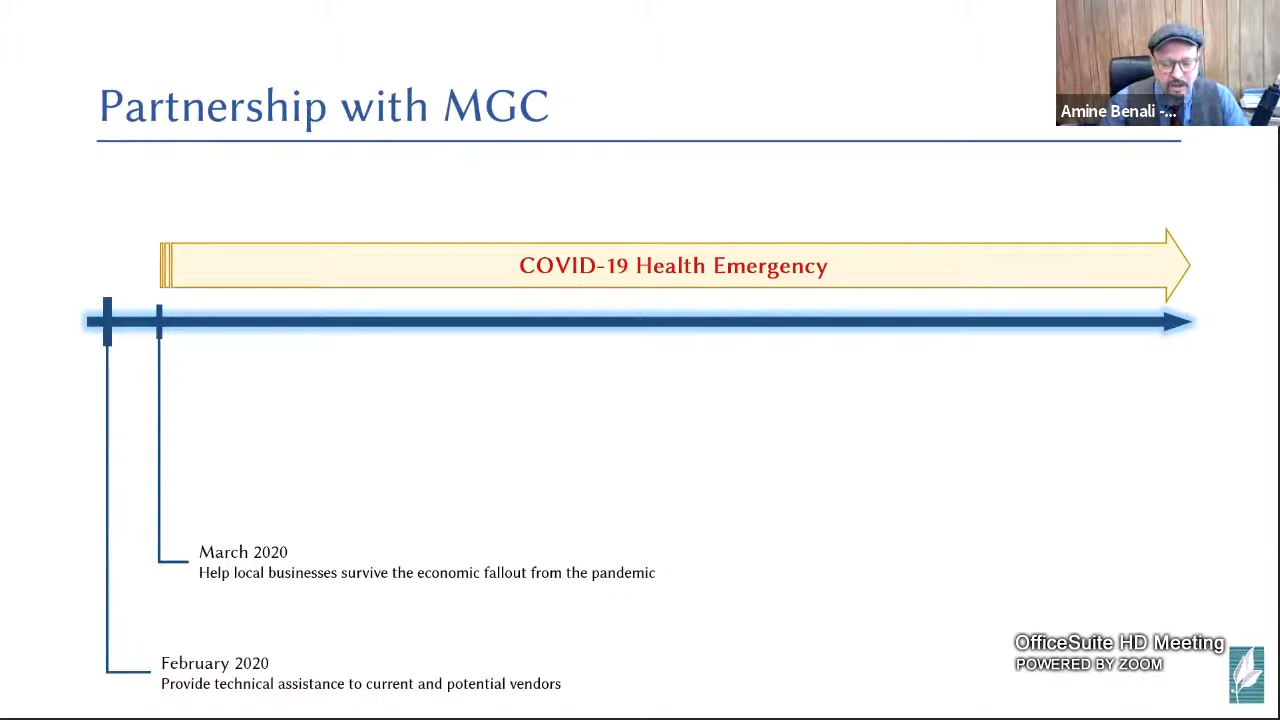 Partnership with MGC
Amine Benali -...
COVID-19 Health Emergency
March 2020
Help local businesses survive the economic fallout from the pandemic
February 2020
Provide technical assistance to current and potential vendors
OfficeSuite HD Meeting
POWERED BY ZOOM